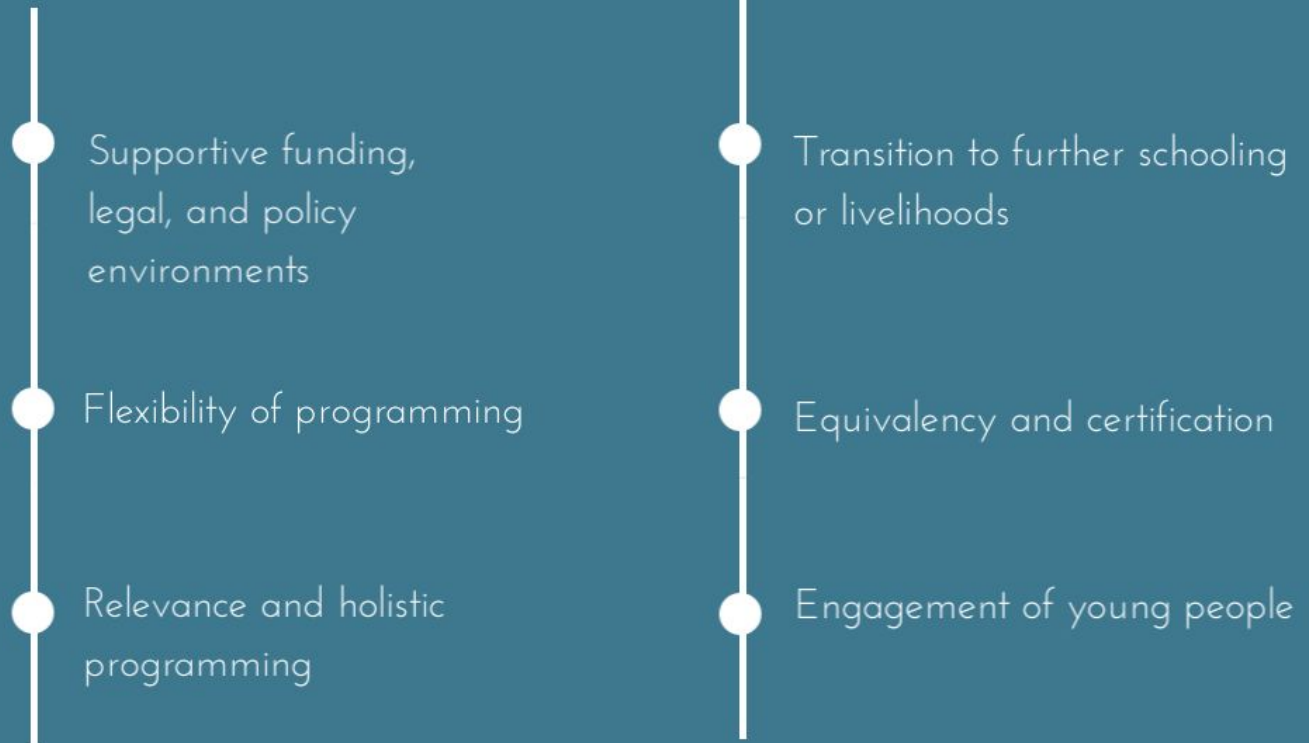 Supportive funding,
legal, and policy
environments
Flexibility of programming
Relevance and holistic
programming
Transition to further schooling
or livelihoods
Equivalency and certification
Engagement of young people